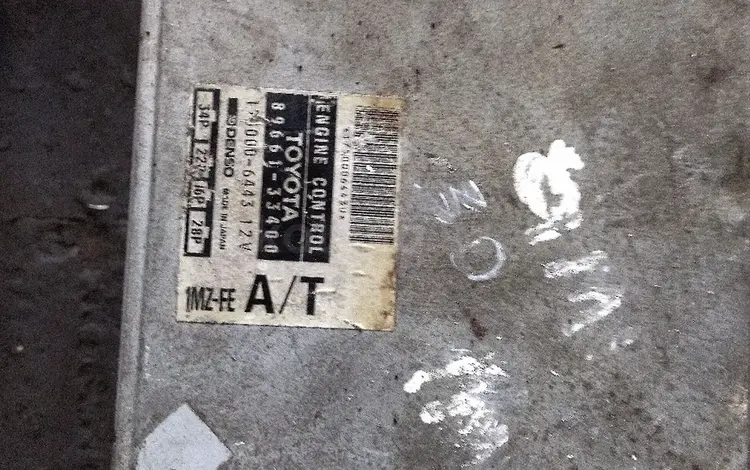 ENGINE CONTROL
TOYOTA
89661-33400
175000-6443 12V
DENSO MADE IN JAPAN
34P 22P 16P 28P
1MZ-FE A/T